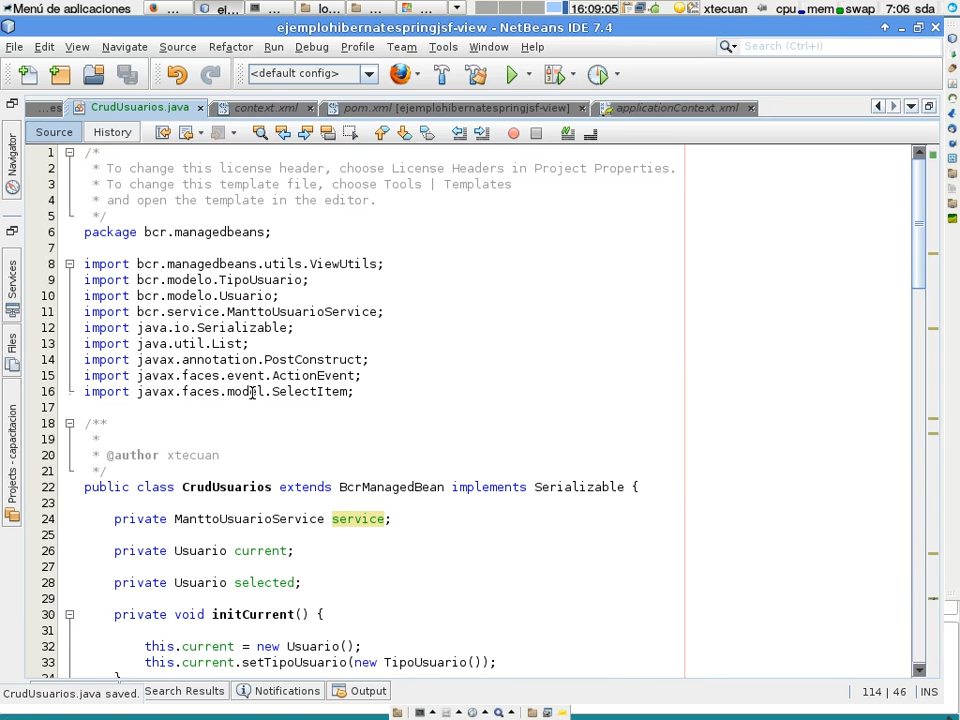 Menú de aplicaciones ... el... ... lo... ... ... 16:09:05 xtecuan cpu mem swap 7:06 sda
ejemplohibernatespringjsf-view - NetBeans IDE 7.4
File Edit View Navigate Source Refactor Run Debug Profile Team Tools Window Help Search (Ctrl+I)
<default config>
...es CrudUsuarios.java context.xml pom.xml [ejemplohibernatespringjsf-view] applicationContext.xml
Source History
Navigator
Services
Files
Projects - capacitacion
1 /*
2 * To change this license header, choose License Headers in Project Properties.
3 * To change this template file, choose Tools | Templates
4 * and open the template in the editor.
5 */
6 package bcr.managedbeans;
7
8 import bcr.managedbeans.utils.ViewUtils;
9 import bcr.modelo.TipoUsuario;
10 import bcr.modelo.Usuario;
11 import bcr.service.ManttoUsuarioService;
12 import java.io.Serializable;
13 import java.util.List;
14 import javax.annotation.PostConstruct;
15 import javax.faces.event.ActionEvent;
16 import javax.faces.model.SelectItem;
17
18 /**
19 *
20 * @author xtecuan
21 */
22 public class CrudUsuarios extends BcrManagedBean implements Serializable {
23
24 private ManttoUsuarioService service;
25
26 private Usuario current;
27
28 private Usuario selected;
29
30 private void initCurrent() {
31
32 this.current = new Usuario();
33 this.current.setTipoUsuario(new TipoUsuario());
34 }
CrudUsuarios.java saved. Search Results Notifications Output 114 | 46 INS